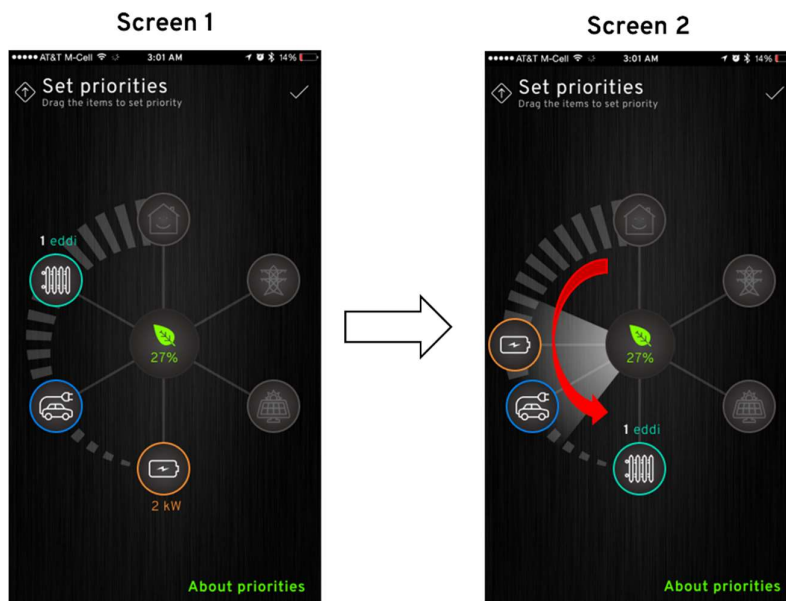 Screen 1
AT&T M-Cell 3:01 AM 14%
Set priorities
Drag the items to set priority
1 eddi
27%
2 kW
About priorities
Screen 2
AT&T M-Cell 3:01 AM 14%
Set priorities
Drag the items to set priority
27%
1 eddi
About priorities